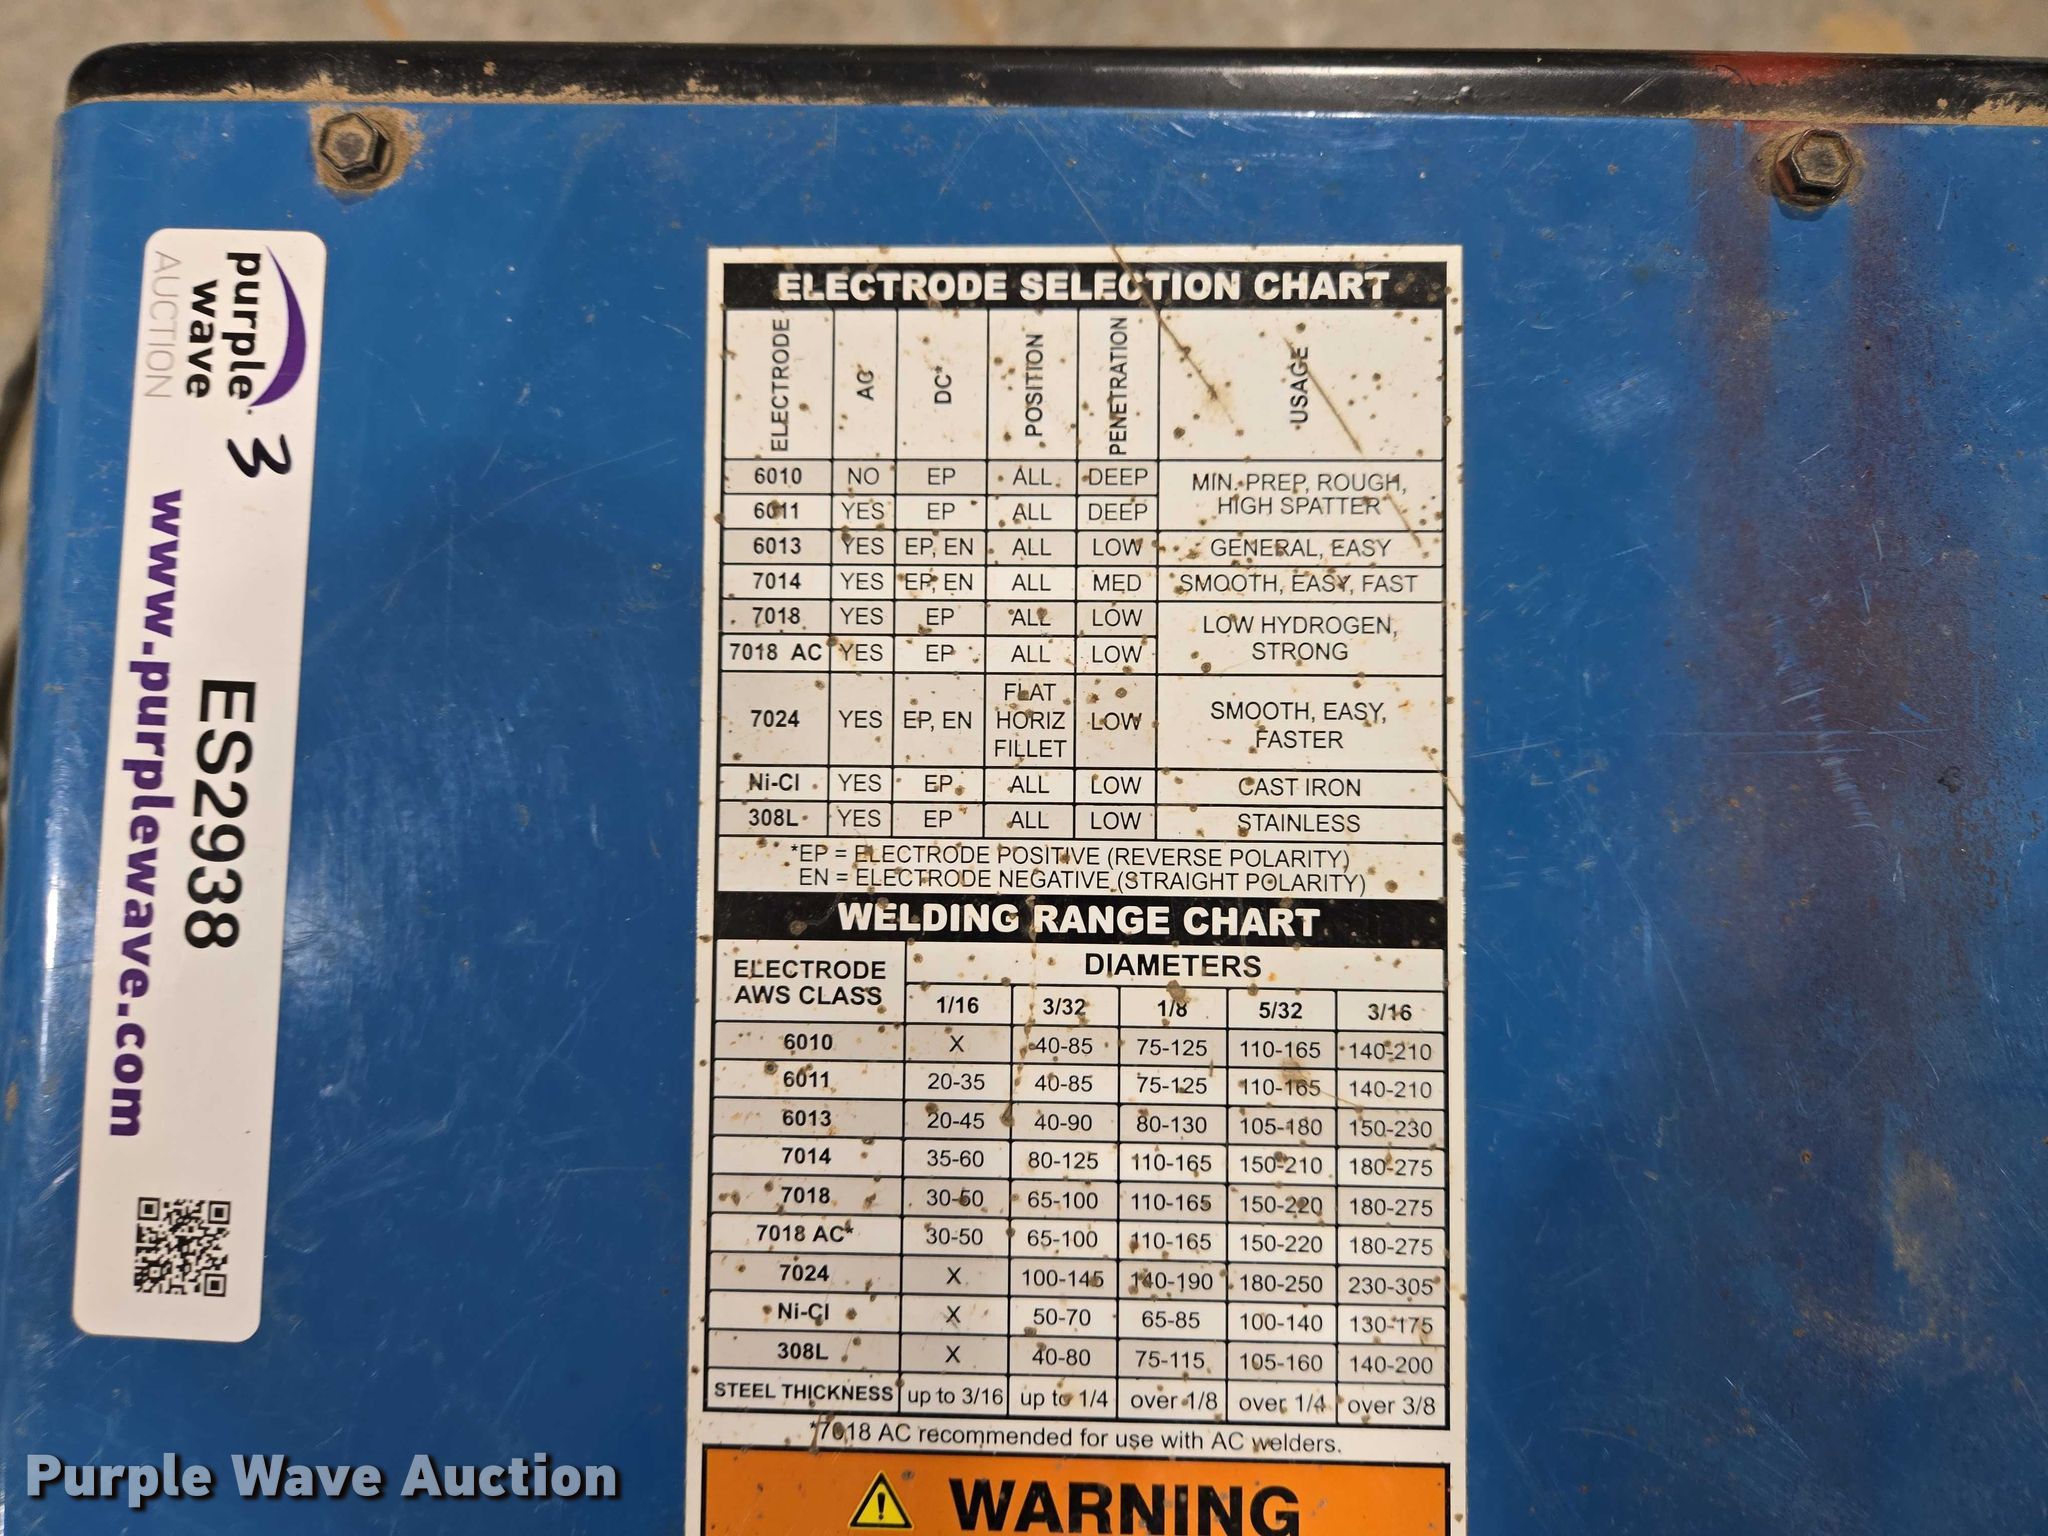 purple
wave
AUCTION
3
www.purplewave.com
ES2938
ELECTRODE SELECTION CHART
ELECTRODE AC DC* POSITION PENETRATION USAGE
6010 NO EP ALL DEEP MIN. PREP, ROUGH,
6011 YES EP ALL DEEP HIGH SPATTER
6013 YES EP, EN ALL LOW GENERAL, EASY
7014 YES EP, EN ALL MED SMOOTH, EASY, FAST
7018 YES EP ALL LOW LOW HYDROGEN,
7018 AC YES EP ALL LOW STRONG
7024 YES EP, EN FLAT HORIZ FILLET LOW SMOOTH, EASY, FASTER
Ni-Cl YES EP ALL LOW CAST IRON
308L YES EP ALL LOW STAINLESS
*EP = ELECTRODE POSITIVE (REVERSE POLARITY)
EN = ELECTRODE NEGATIVE (STRAIGHT POLARITY)
WELDING RANGE CHART
ELECTRODE AWS CLASS DIAMETERS
1/16 3/32 1/8 5/32 3/16
6010 X 40-85 75-125 110-165 140-210
6011 20-35 40-85 75-125 110-165 140-210
6013 20-45 40-90 80-130 105-180 150-230
7014 35-60 80-125 110-165 150-210 180-275
7018 30-50 65-100 110-165 150-220 180-275
7018 AC* 30-50 65-100 110-165 150-220 180-275
7024 X 100-145 140-190 180-250 230-305
Ni-Cl X 50-70 65-85 100-140 130-175
308L X 40-80 75-115 105-160 140-200
STEEL THICKNESS up to 3/16 up to 1/4 over 1/8 over 1/4 over 3/8
*7018 AC recommended for use with AC welders.
WARNING
Purple Wave Auction